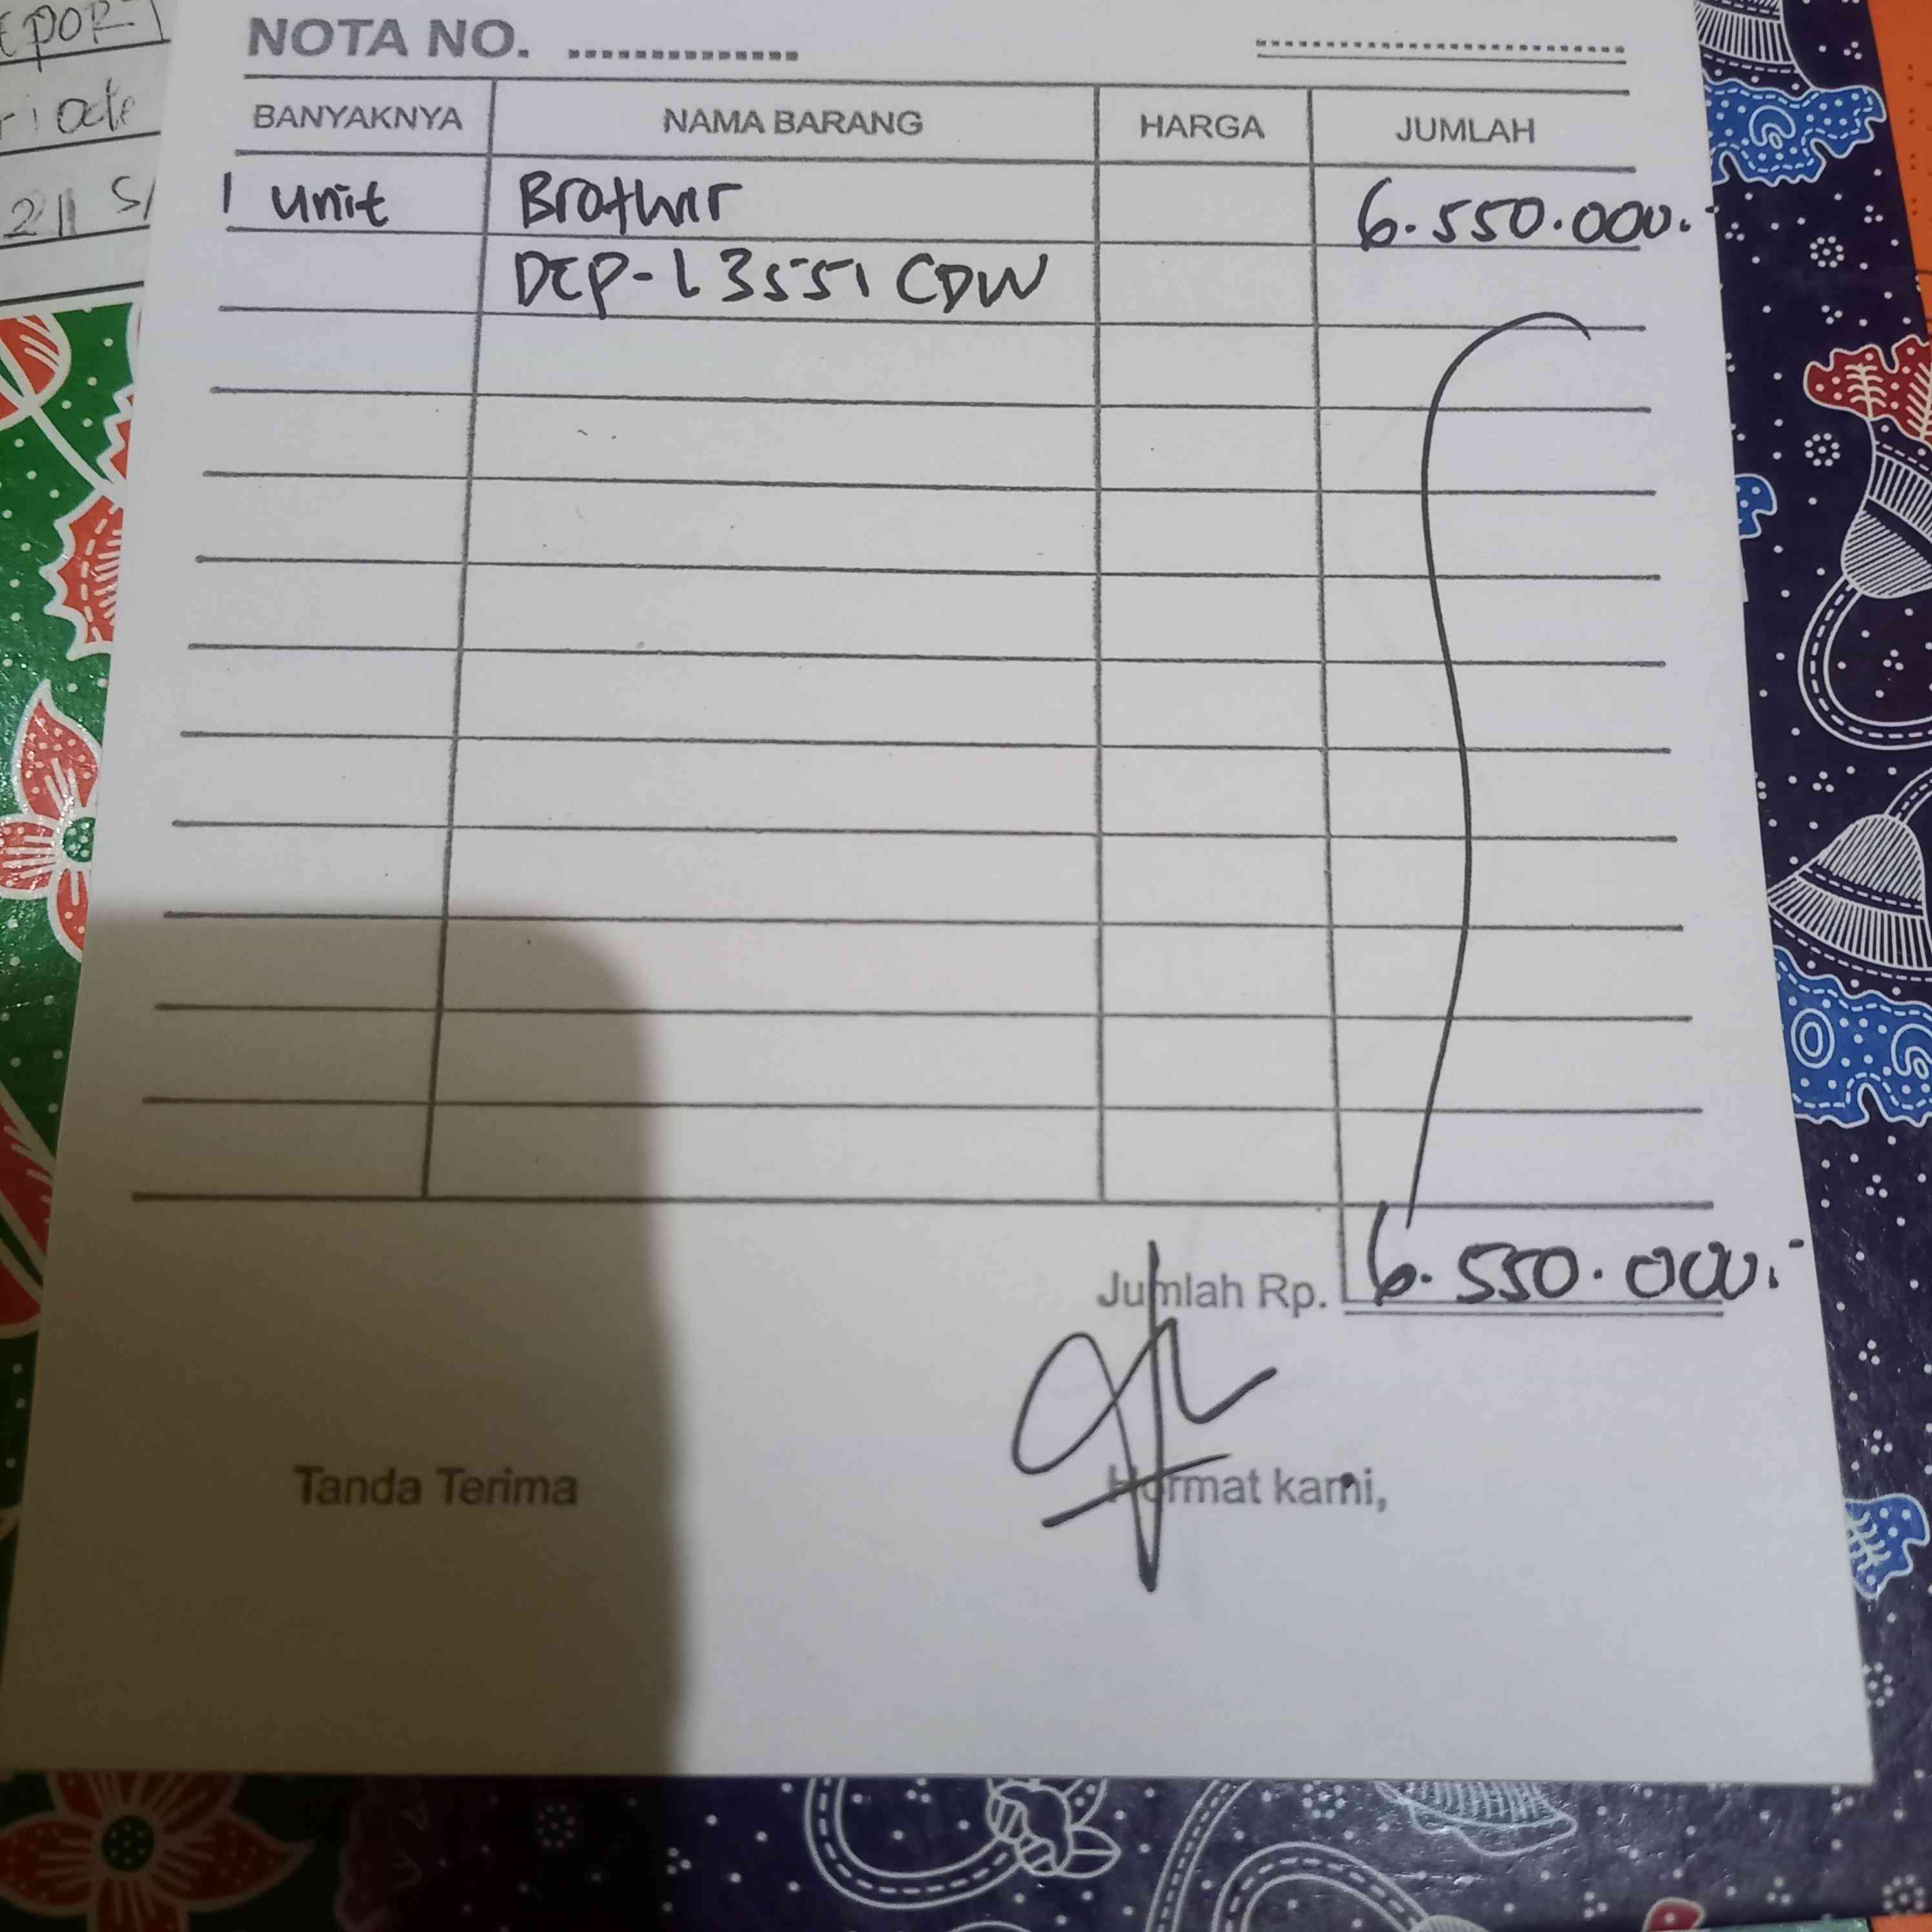 NOTA NO. ..............
BANYAKNYA NAMA BARANG HARGA JUMLAH
1 unit Brother 6.550.000.-
DCP-L3551 CDW
Jumlah Rp. 6.550.000.-
Tanda Terima Hormat kami,